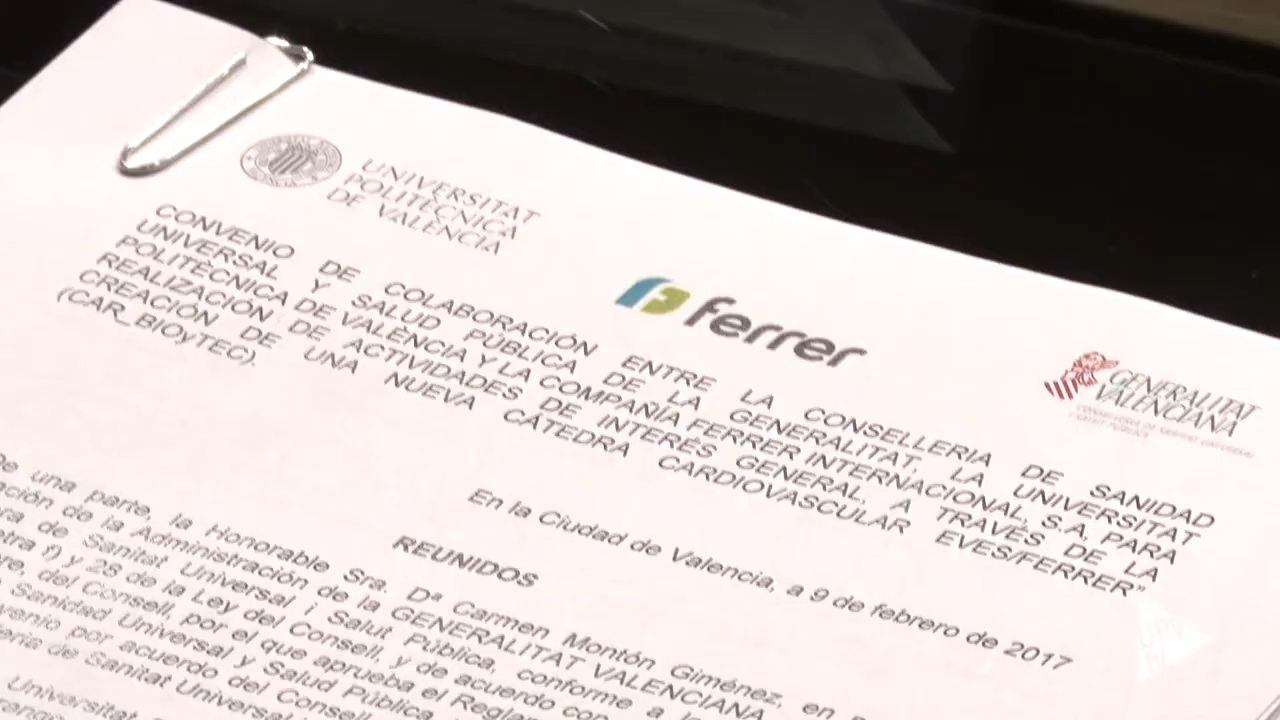 UNIVERSITAT
POLITÈCNICA
DE VALÈNCIA
ferrer
GENERALITAT
VALENCIANA
CONVENIO DE COLABORACIÓN ENTRE LA CONSELLERIA DE SANIDAD
UNIVERSAL Y SALUD PÚBLICA DE LA GENERALITAT, LA UNIVERSITAT
POLITÈCNICA DE VALÈNCIA Y LA COMPAÑÍA FERRER INTERNACIONAL, S.A, PARA
REALIZACIÓN DE ACTIVIDADES DE INTERÉS GENERAL, A TRAVÉS DE LA
CREACIÓN DE UNA NUEVA CÁTEDRA CARDIOVASCULAR EVES/FERRER”
(CAR_BIOyTEC).
En la Ciudad de Valencia, a 9 de febrero de 2017
REUNIDOS
De una parte, la Honorable Sra. Dª Carmen Montón Giménez, en
de la Administración de la GENERALITAT VALENCIANA
de Sanitat Universal i Salut Pública, conforme a
f) y 28 de la Ley del Consell, y de acuerdo con
del Consell, por el que aprueba el
Sanidad Universal y Salud Pública
por acuerdo del Consell
de Sanitat Universal
Universitat